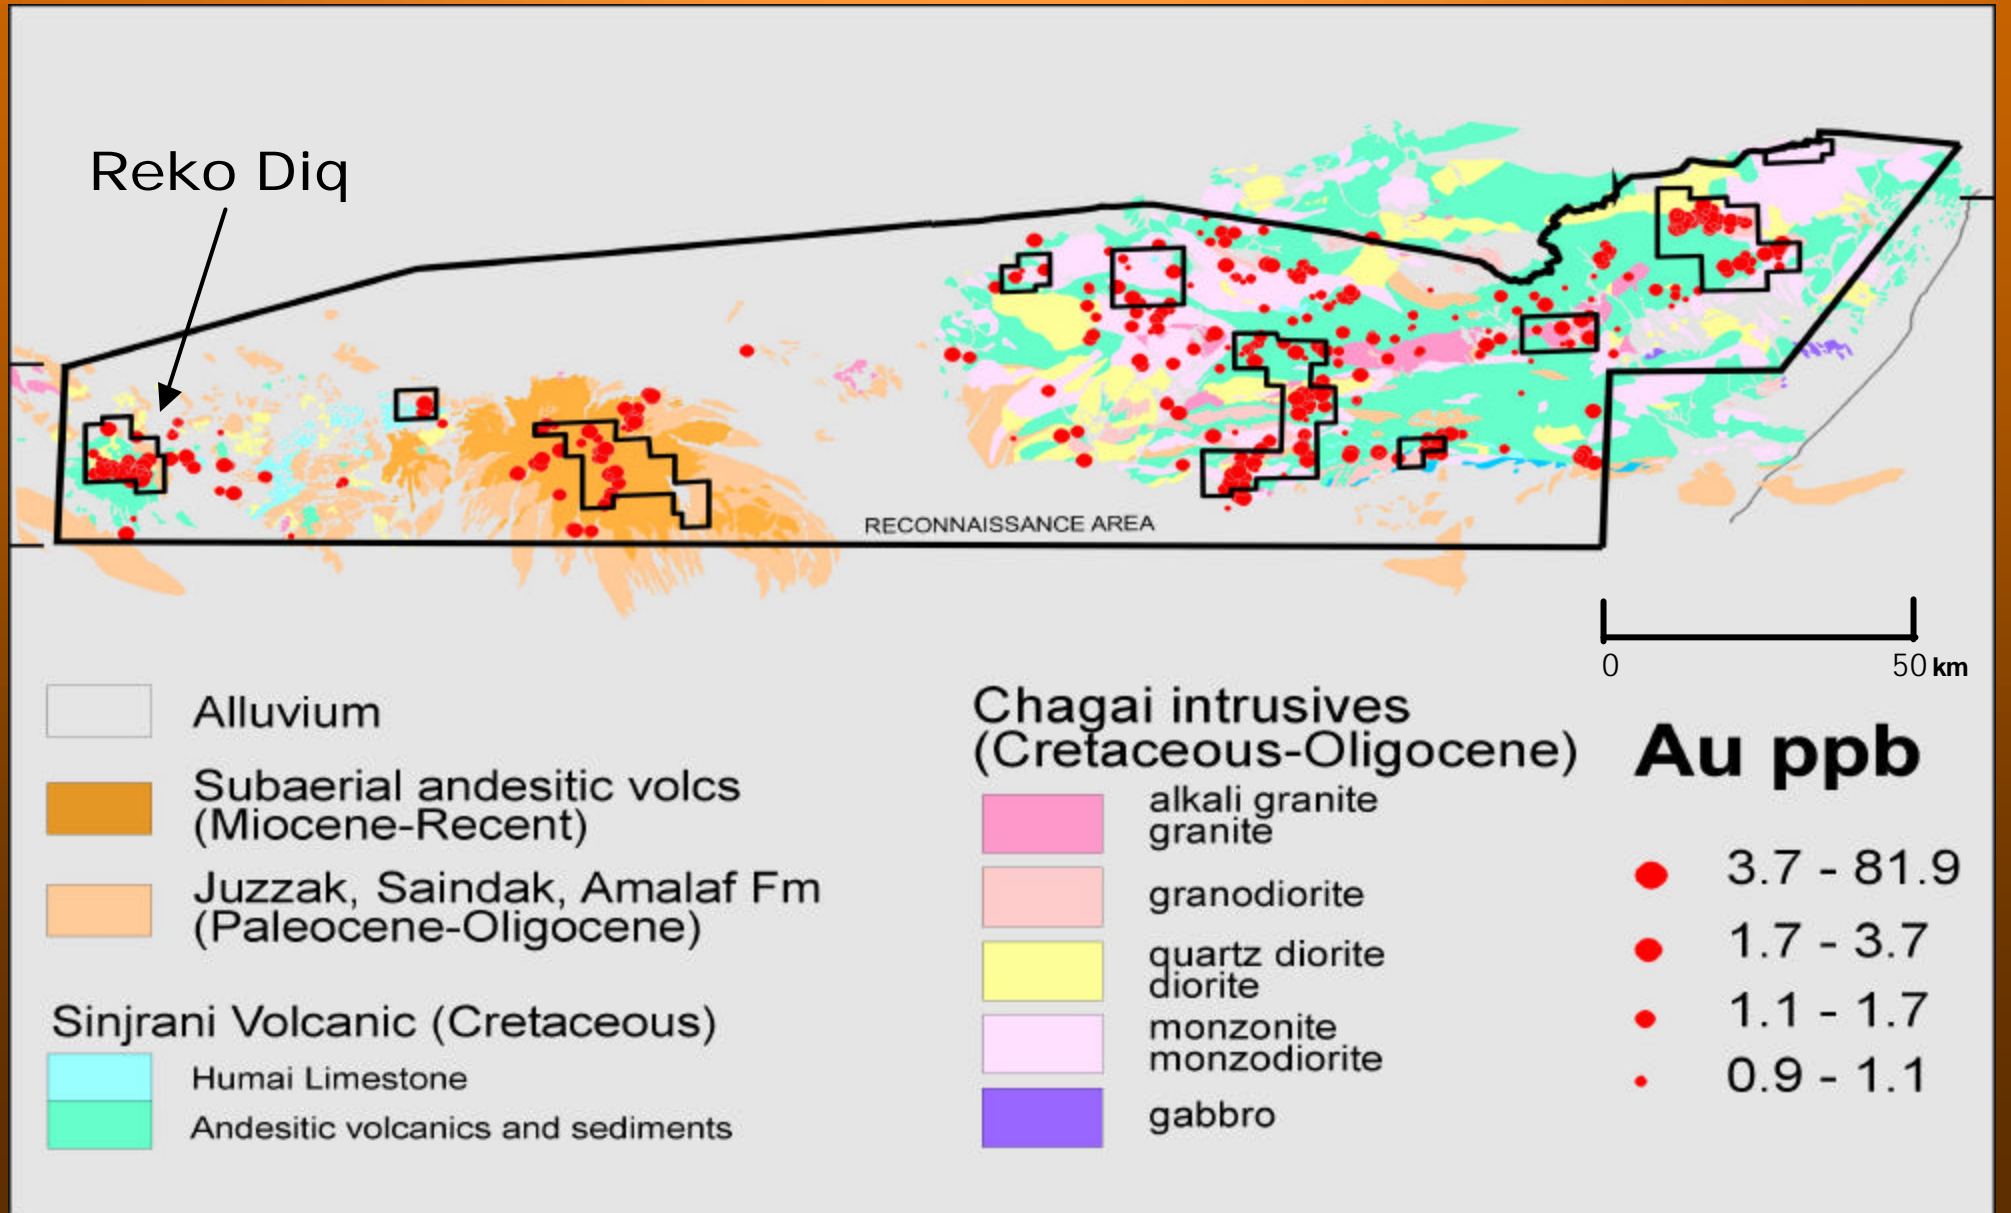 Reko Diq
RECONNAISSANCE AREA
0 50 km
Alluvium
Subaerial andesitic volcs
(Miocene-Recent)
Juzzak, Saindak, Amalaf Fm
(Paleocene-Oligocene)
Sinjrani Volcanic (Cretaceous)
Humai Limestone
Andesitic volcanics and sediments
Chagai intrusives
(Cretaceous-Oligocene)
alkali granite
granite
granodiorite
quartz diorite
diorite
monzonite
monzodiorite
gabbro
Au ppb
3.7 - 81.9
1.7 - 3.7
1.1 - 1.7
0.9 - 1.1